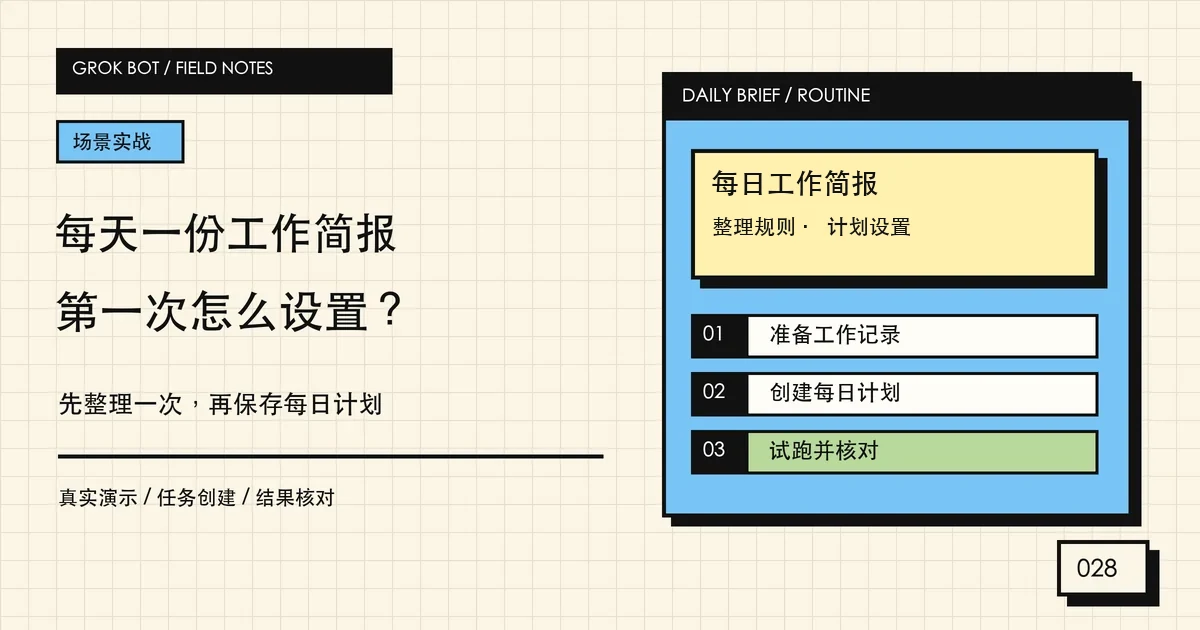 GROK BOT / FIELD NOTES
场景实战
每天一份工作简报
第一次怎么设置？
先整理一次，再保存每日计划
真实演示 / 任务创建 / 结果核对
DAILY BRIEF / ROUTINE
每日工作简报
整理规则· 计划设置
01 准备工作记录
02 创建每日计划
03 试跑并核对
028